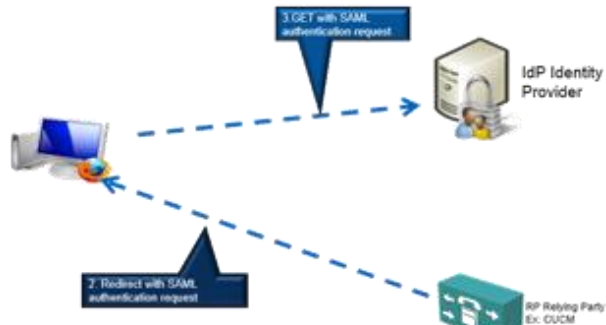 3.GET with SAML
authentication request
IdP Identity
Provider
2. Redirect with SAML
authentication request
RP Relying Party
Ex: CUCM